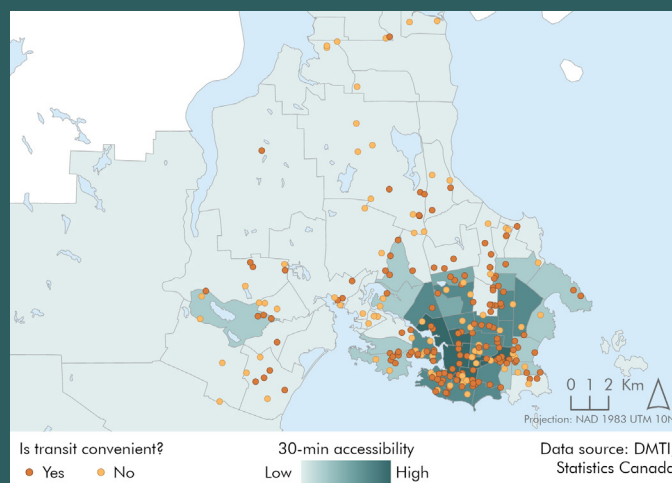 0 1 2 Km
Projection: NAD 1983 UTM 10N
Is transit convenient?
Yes
No
30-min accessibility
Low
High
Data source: DMTI
Statistics Canada